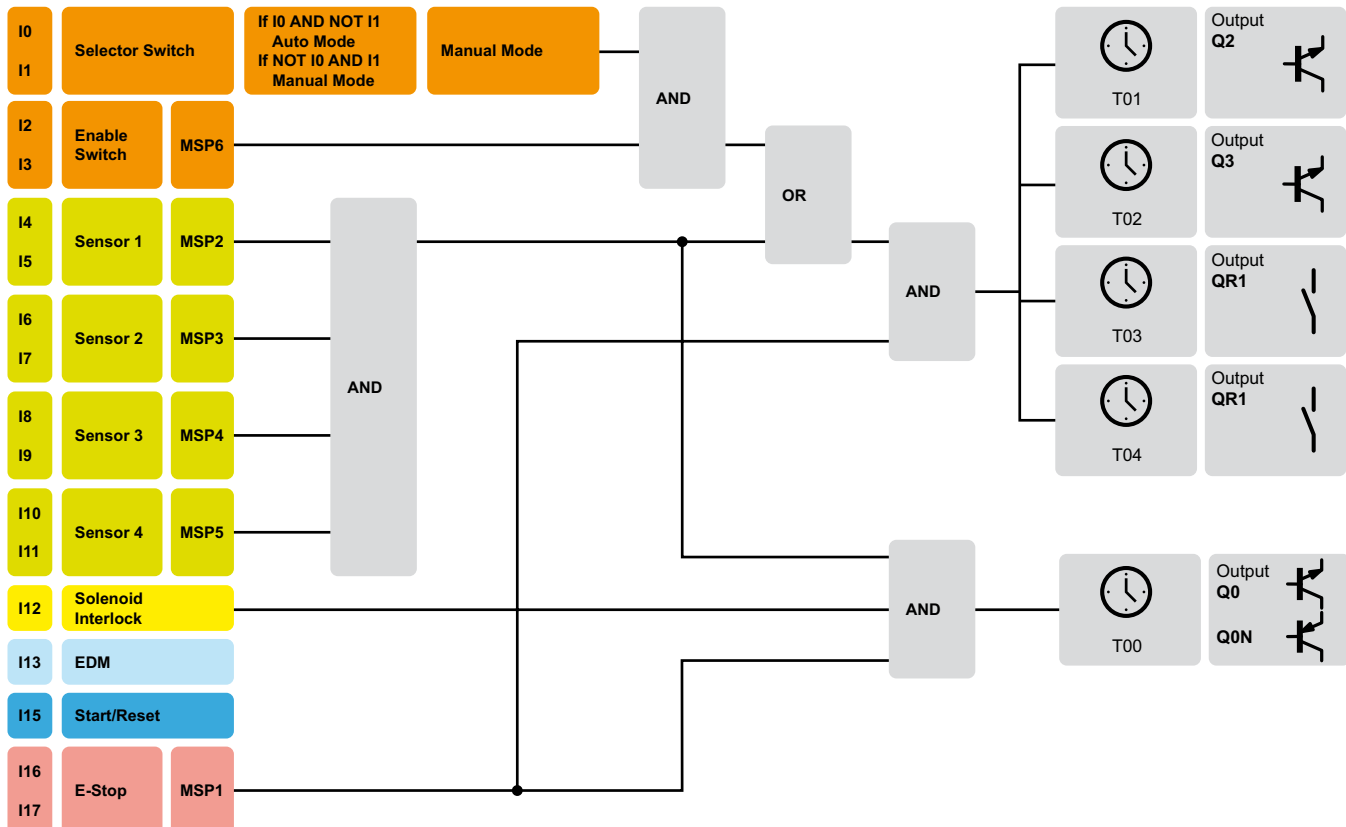 I0
I1
Selector Switch
If I0 AND NOT I1
Auto Mode
If NOT I0 AND I1
Manual Mode
Manual Mode
AND
I2
I3
Enable
Switch
MSP6
OR
I4
I5
Sensor 1
MSP2
AND
I6
I7
Sensor 2
MSP3
AND
I8
I9
Sensor 3
MSP4
I10
I11
Sensor 4
MSP5
I12
Solenoid
Interlock
AND
I13
EDM
I15
Start/Reset
I16
I17
E-Stop
MSP1
T01
Output
Q2
T02
Output
Q3
T03
Output
QR1
T04
Output
QR1
T00
Output
Q0
Q0N